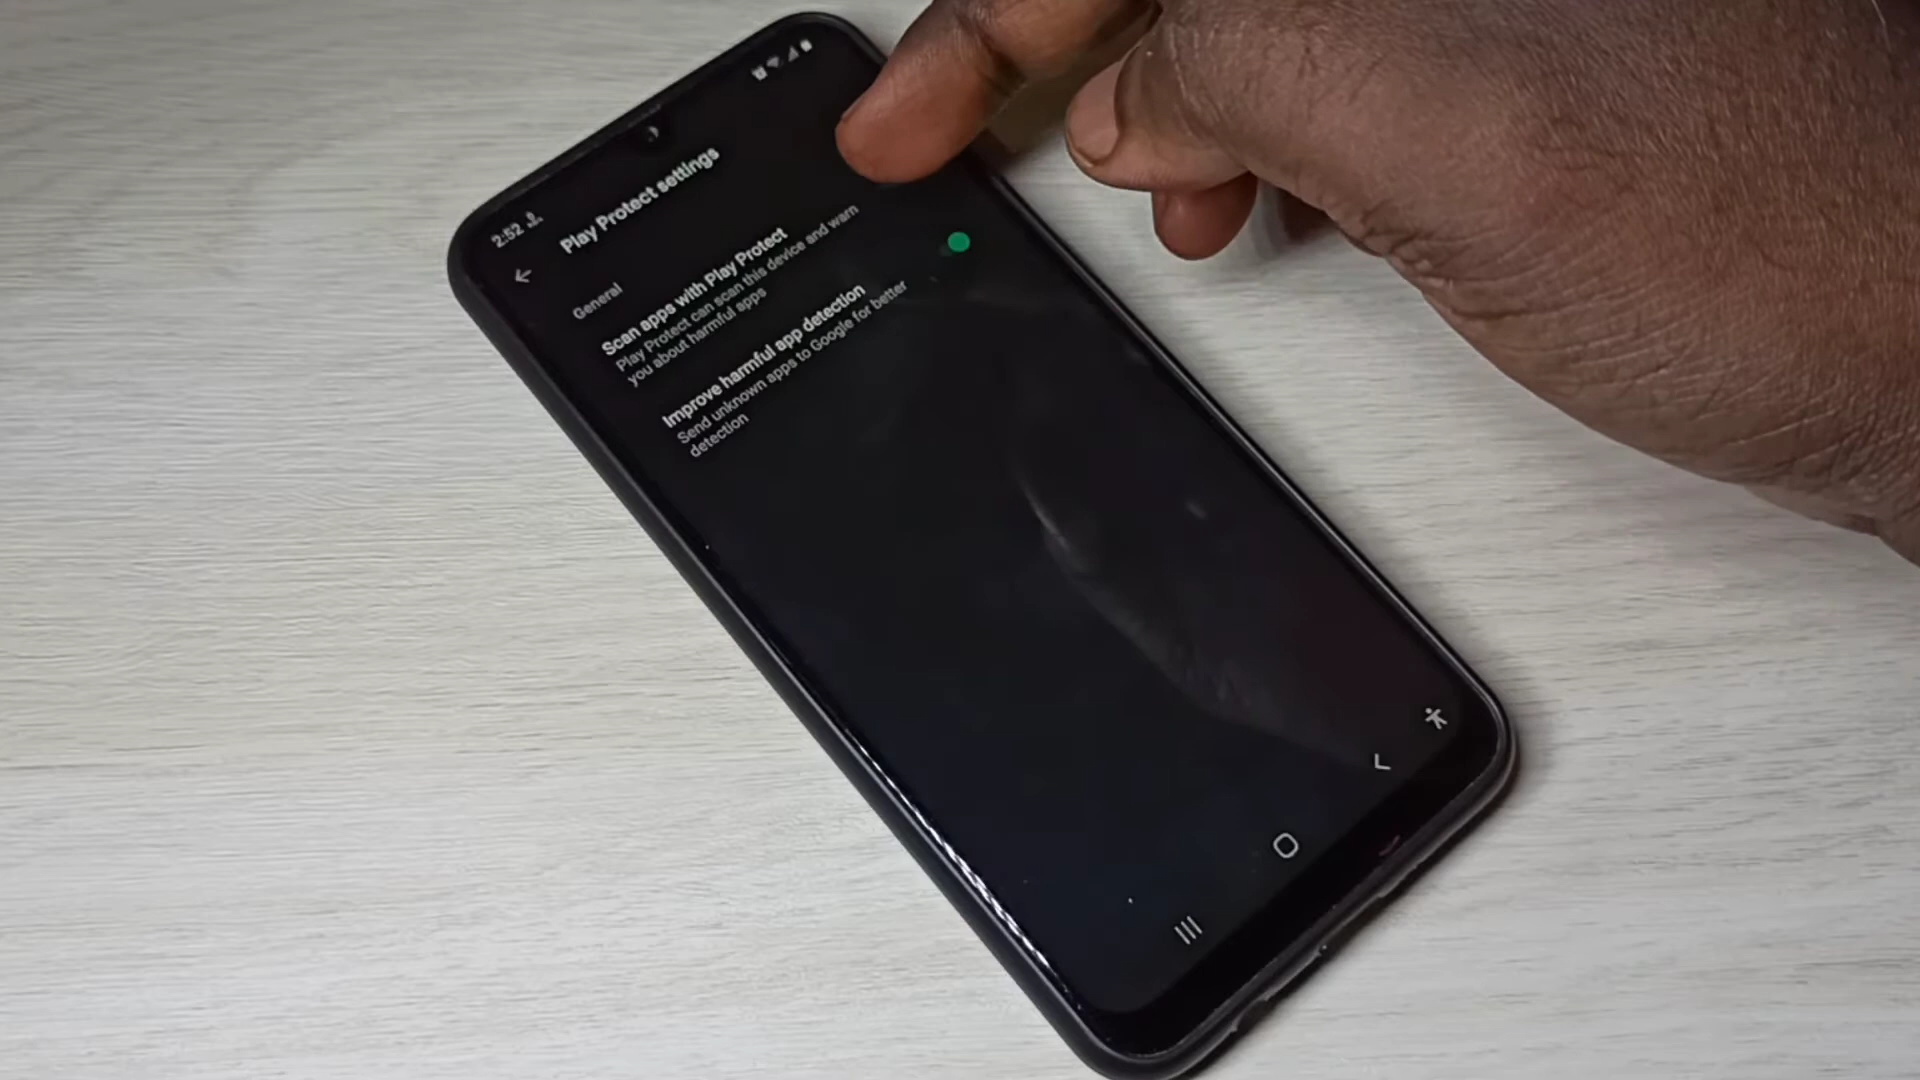 2:52
Play Protect settings
General
Scan apps with Play Protect
Play Protect can scan this device and warn
you about harmful apps
Improve harmful app detection
Send unknown apps to Google for better
detection